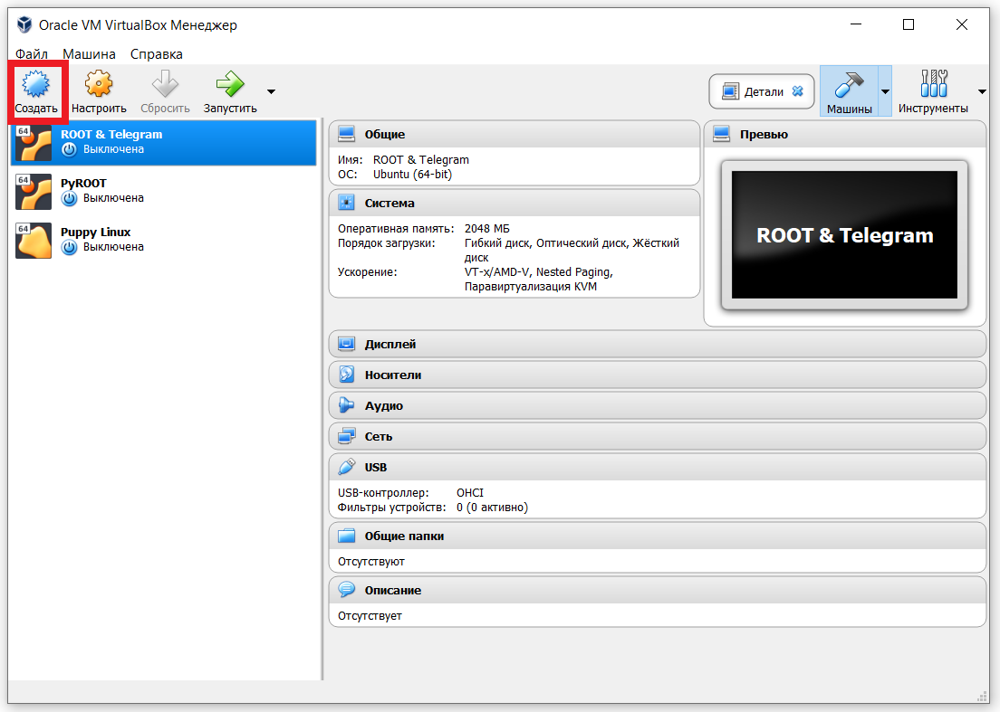 Oracle VM VirtualBox Менеджер
Файл Машина Справка
Создать Настроить Сбросить Запустить Детали Машины Инструменты
64
ROOT & Telegram
Выключена
64
PyROOT
Выключена
64
Puppy Linux
Выключена
Общие
Имя: ROOT & Telegram
ОС: Ubuntu (64-bit)
Система
Оперативная память: 2048 МБ
Порядок загрузки: Гибкий диск, Оптический диск, Жёсткий
диск
Ускорение: VT-x/AMD-V, Nested Paging,
Паравиртуализация KVM
Превью
ROOT & Telegram
Дисплей
Носители
Аудио
Сеть
USB
USB-контроллер: OHCI
Фильтры устройств: 0 (0 активно)
Общие папки
Отсутствуют
Описание
Отсутствует